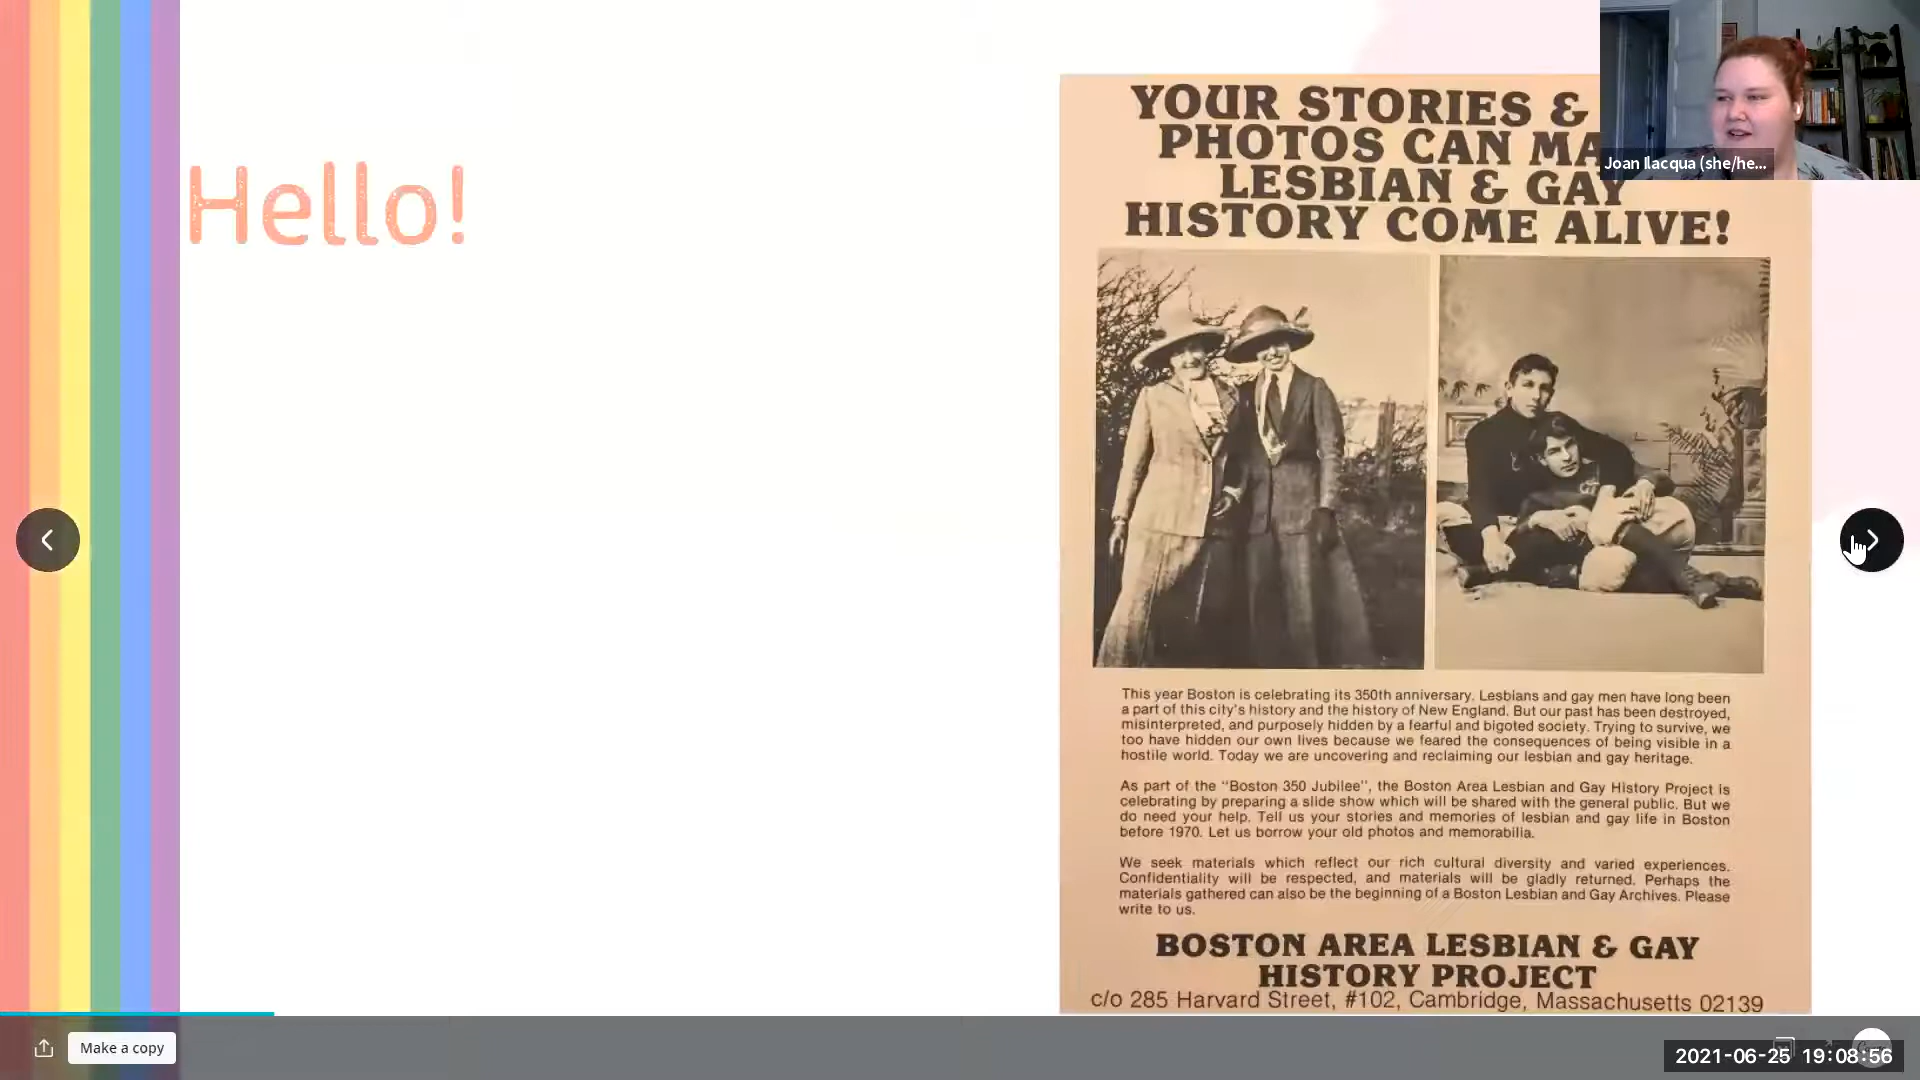 Hello!
YOUR STORIES &
PHOTOS CAN MA
LESBIAN & GAY
HISTORY COME ALIVE!
Joan Ilacqua (she/he...
This year Boston is celebrating its 350th anniversary. Lesbians and gay men have long been
a part of this city's history and the history of New England. But our past has been destroyed,
misinterpreted, and purposely hidden by a fearful and bigoted society. Trying to survive, we
too have hidden our own lives because we feared the consequences of being visible in a
hostile world. Today we are uncovering and reclaiming our lesbian and gay heritage.
As part of the "Boston 350 Jubilee", the Boston Area Lesbian and Gay History Project is
celebrating by preparing a slide show which will be shared with the general public. But we
do need your help. Tell us your stories and memories of lesbian and gay life in Boston
before 1970. Let us borrow your old photos and memorabilia.
We seek materials which reflect our rich cultural diversity and varied experiences.
Confidentiality will be respected, and materials will be gladly returned. Perhaps the
materials gathered can also be the beginning of a Boston Lesbian and Gay Archives. Please
write to us.
BOSTON AREA LESBIAN & GAY
HISTORY PROJECT
c/o 285 Harvard Street, #102, Cambridge, Massachusetts 02139
Make a copy
2021-06-25 19:08:56